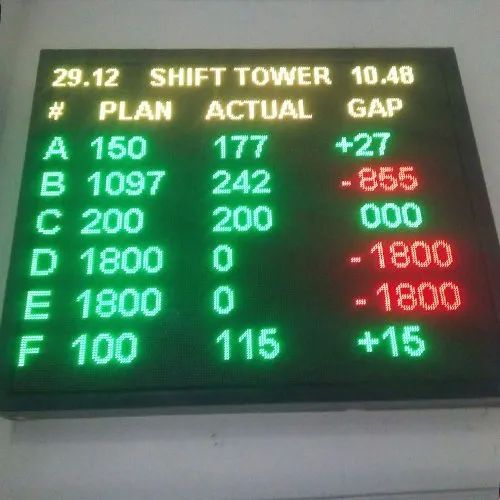 29.12 SHIFT TOWER 10.48
# PLAN ACTUAL GAP
A 150 177 +27
B 1097 242 -855
C 200 200 000
D 1800 0 -1800
E 1800 0 -1800
F 100 115 +15